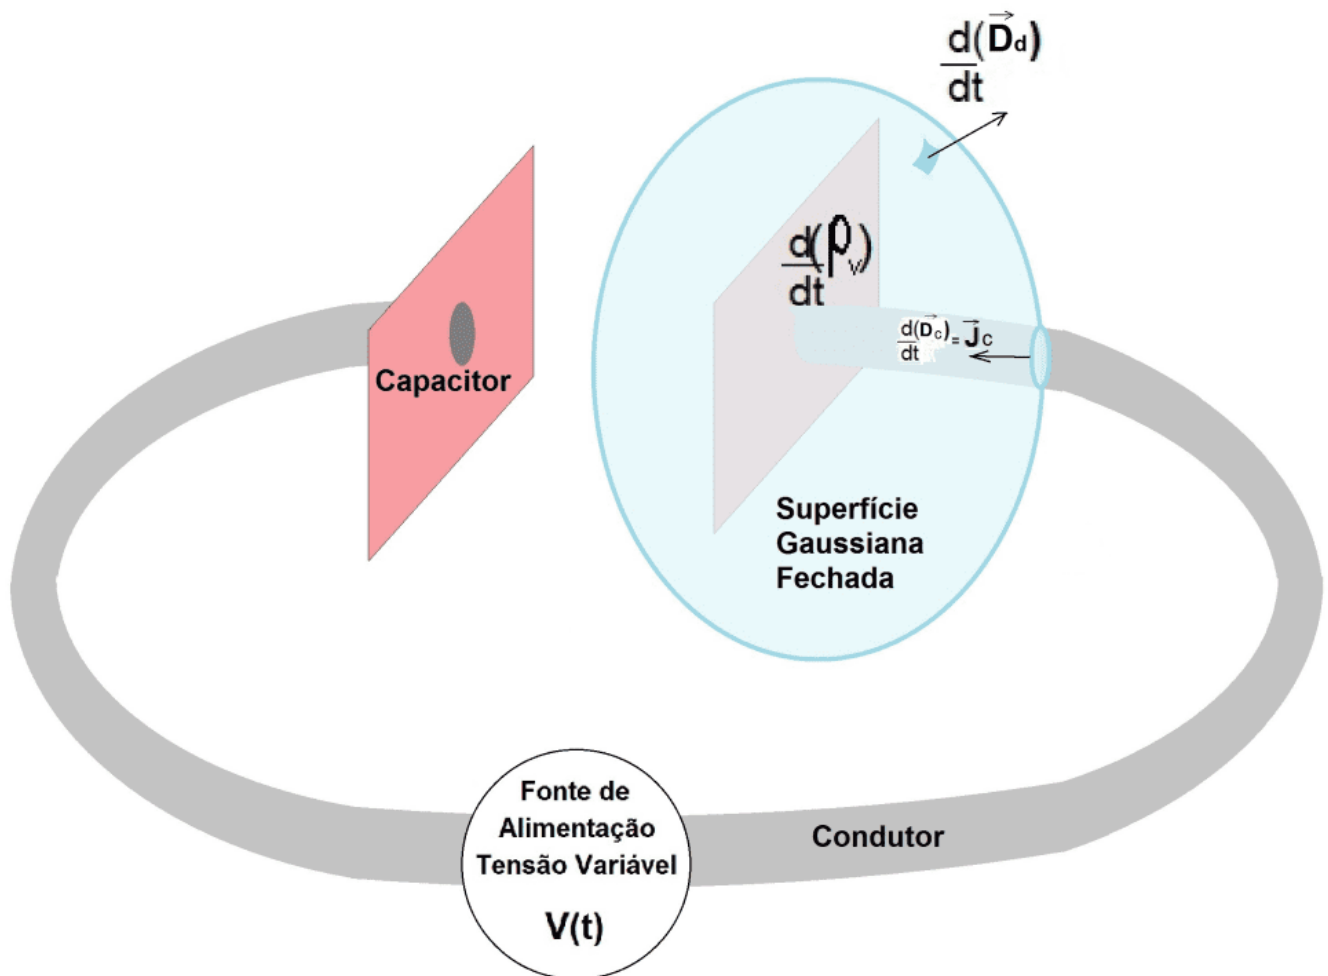 d(D⃗d)
dt
d(ρv)
dt
d(D⃗c) = J⃗c
dt
Capacitor
Superfície
Gaussiana
Fechada
Fonte de
Alimentação
Tensão Variável
V(t)
Condutor